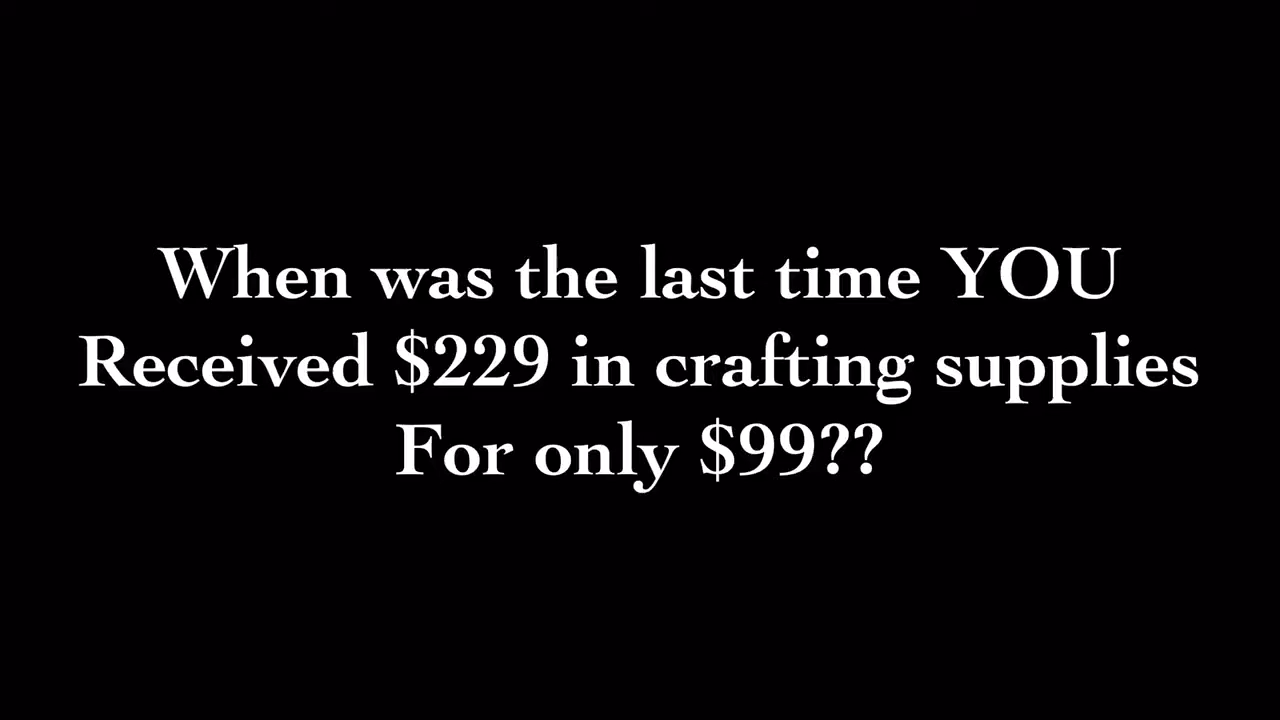 When was the last time YOU
Received $229 in crafting supplies
For only $99??